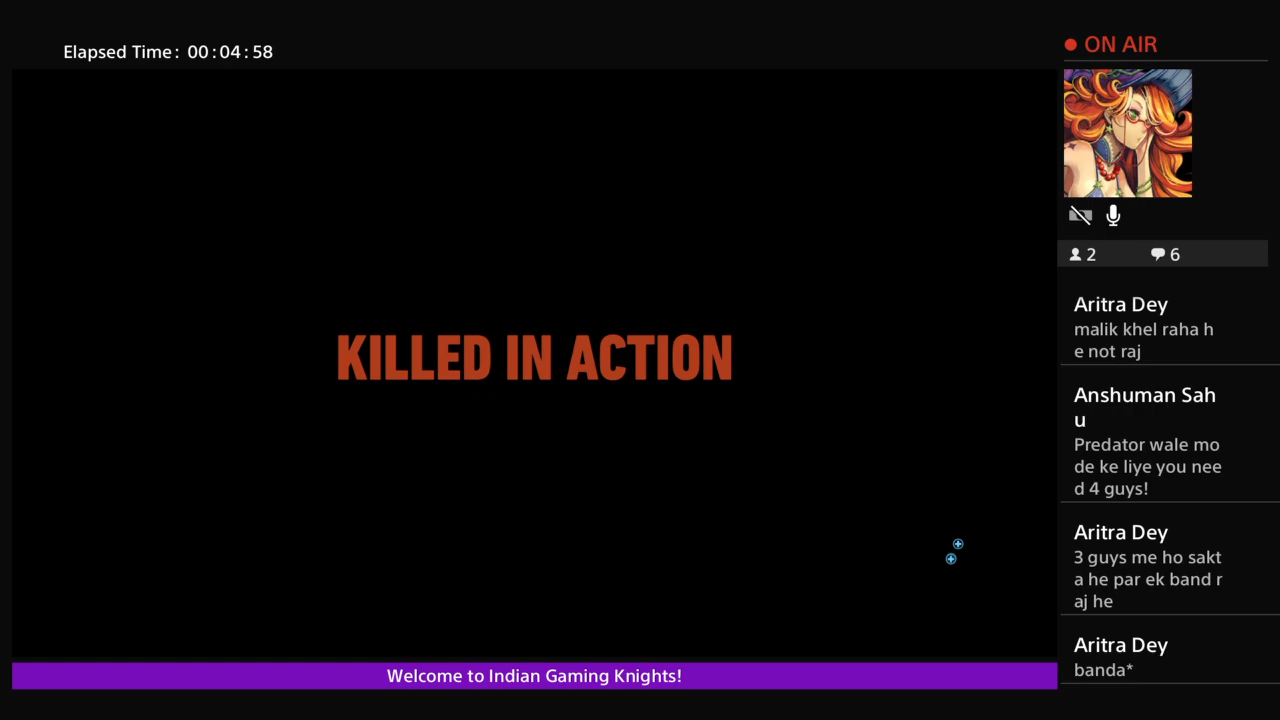 Elapsed Time: 00:04:58
ON AIR
2 6
KILLED IN ACTION
Aritra Dey
malik khel raha h
e not raj
Anshuman Sah
u
Predator wale mo
de ke liye you nee
d 4 guys!
Aritra Dey
3 guys me ho sakt
a he par ek band r
aj he
Aritra Dey
banda*
Welcome to Indian Gaming Knights!